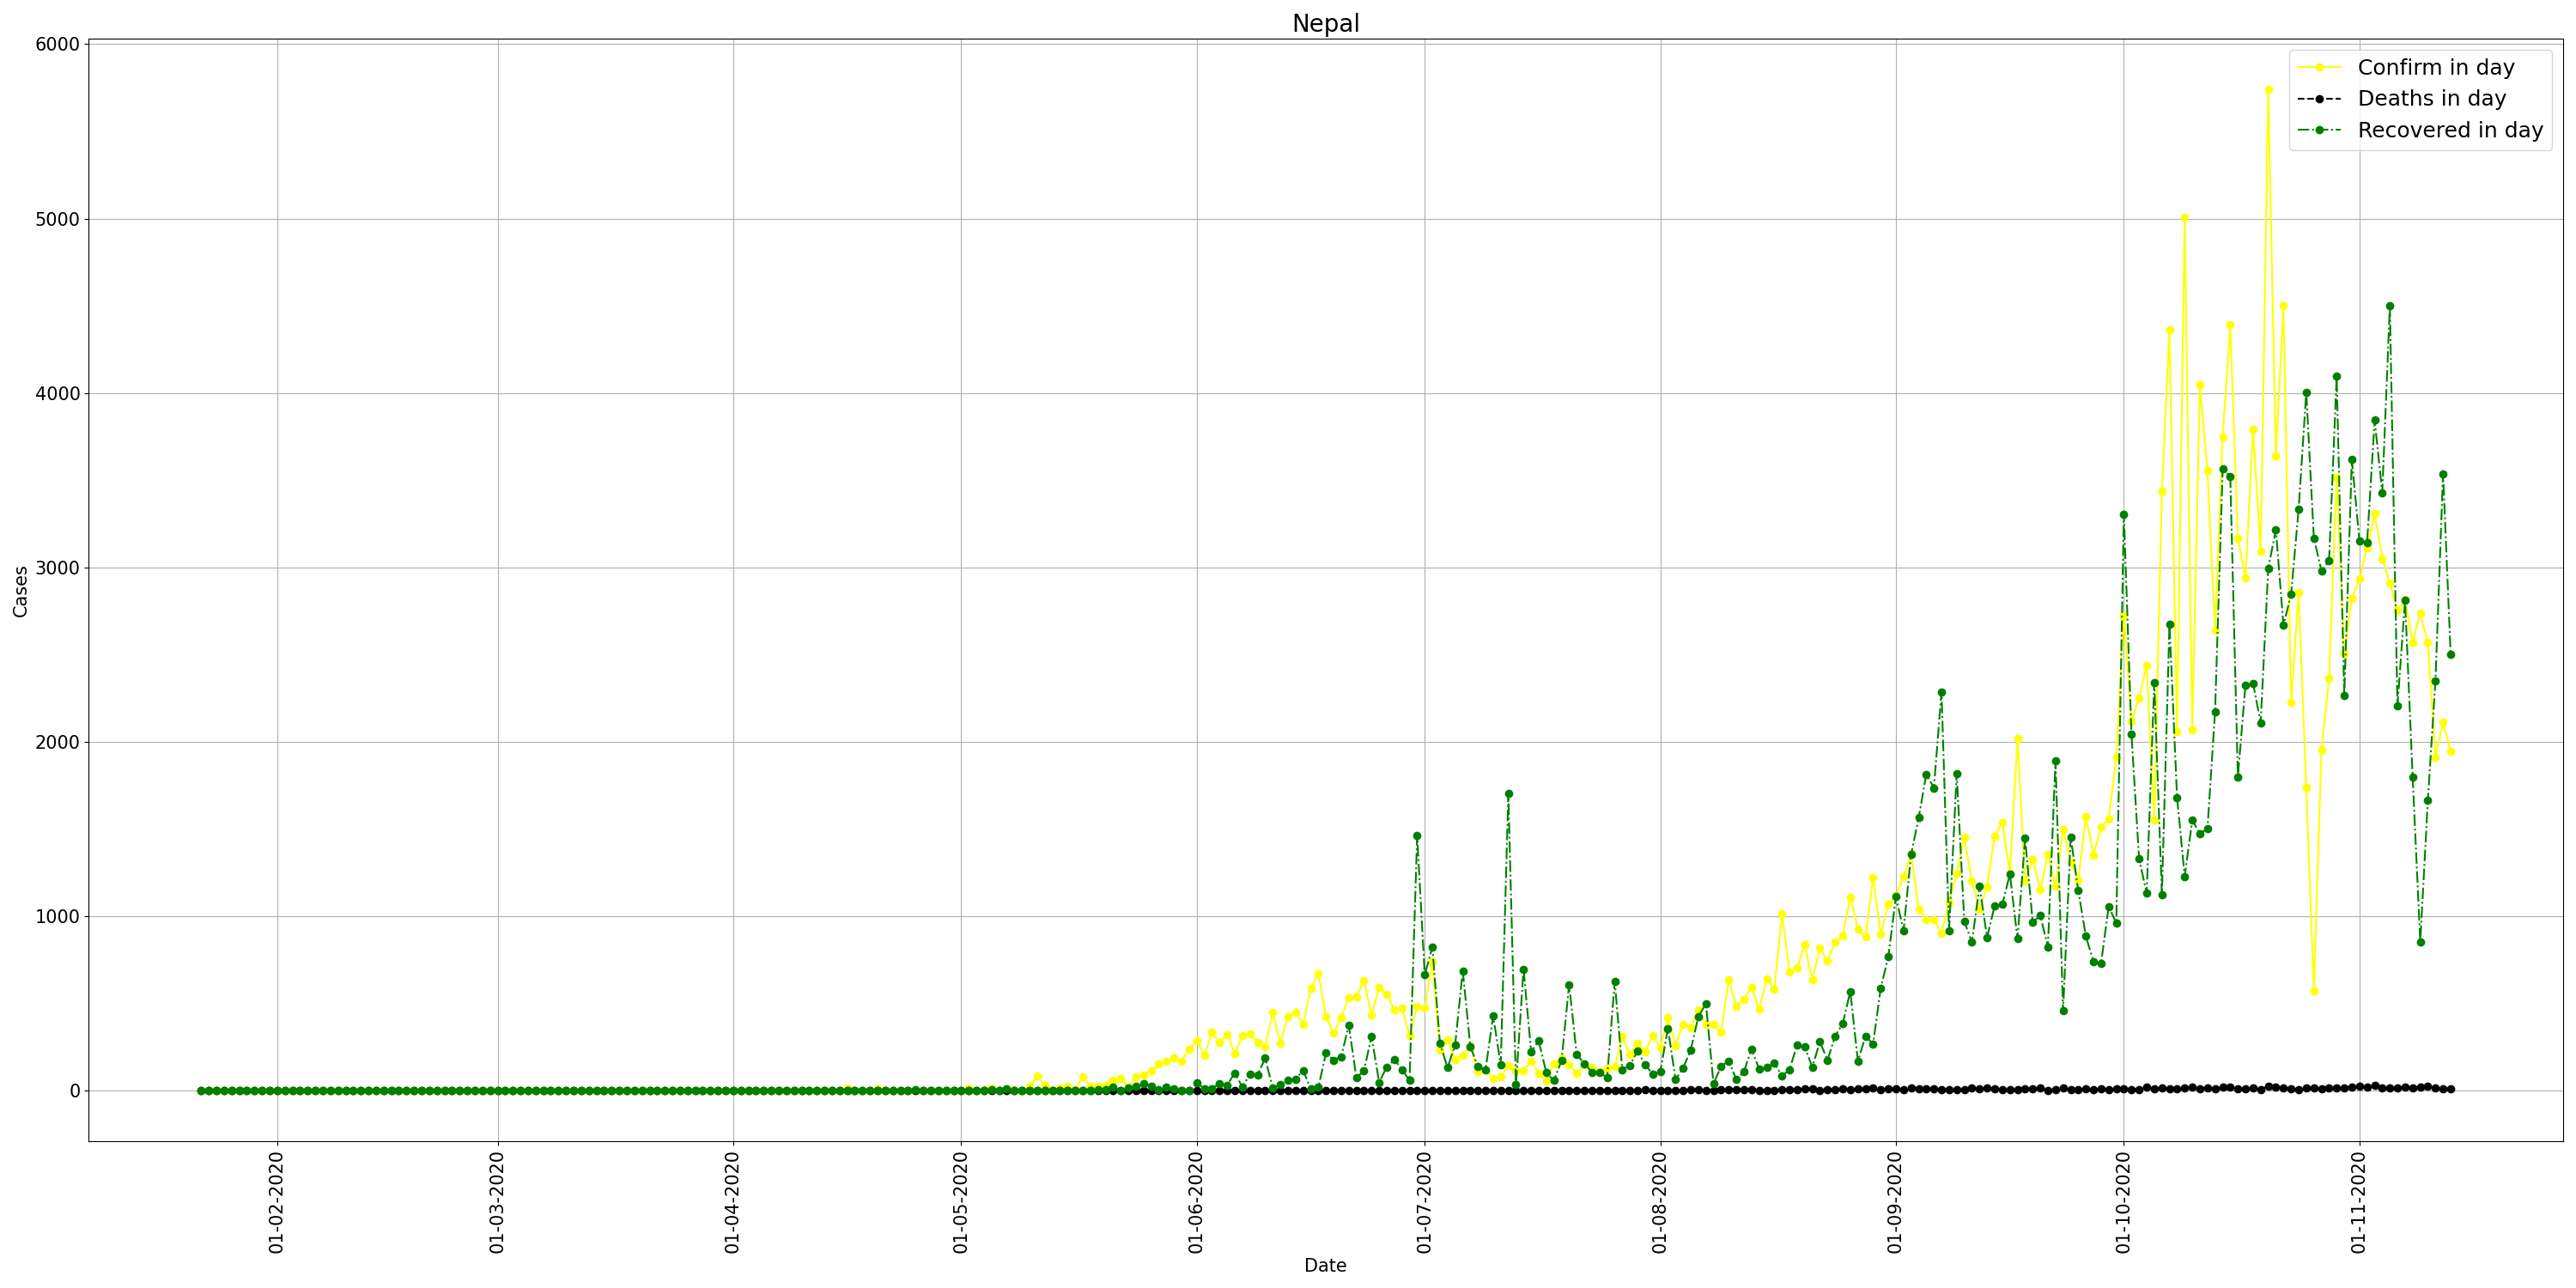 Nepal
6000
5000
4000
3000
2000
1000
0
Cases
Confirm in day
Deaths in day
Recovered in day
01-02-2020
01-03-2020
01-04-2020
01-05-2020
01-06-2020
01-07-2020
01-08-2020
01-09-2020
01-10-2020
01-11-2020
Date